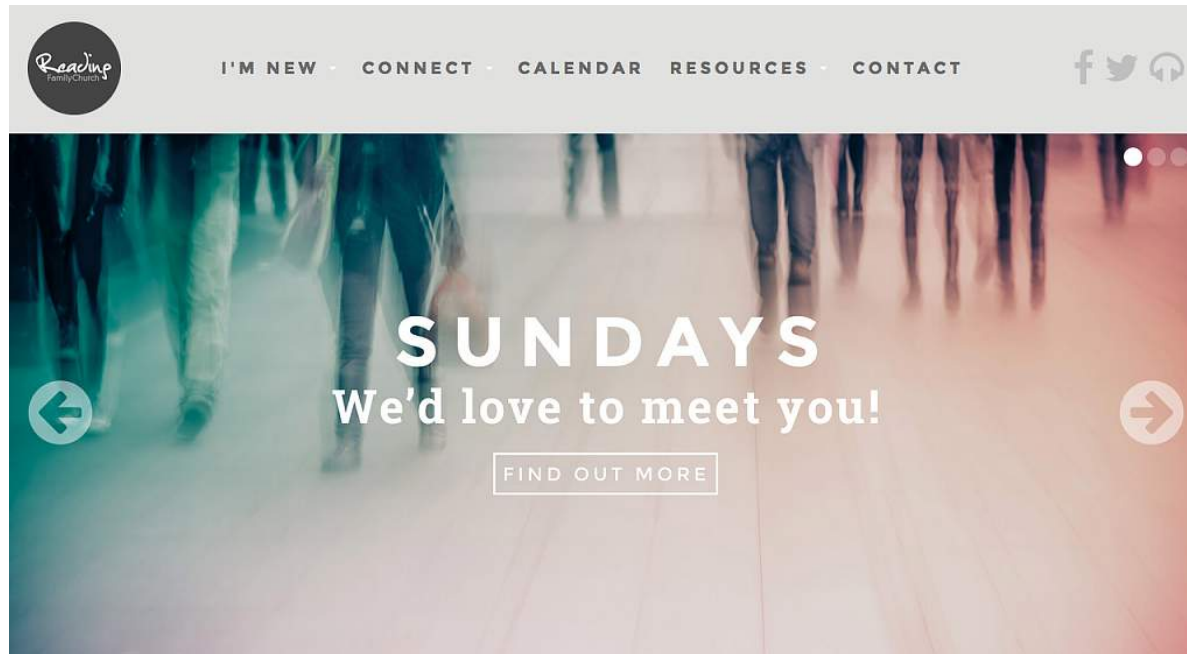 Reading
FamilyChurch
I'M NEW
CONNECT
CALENDAR
RESOURCES
CONTACT
SUNDAYS
We'd love to meet you!
FIND OUT MORE